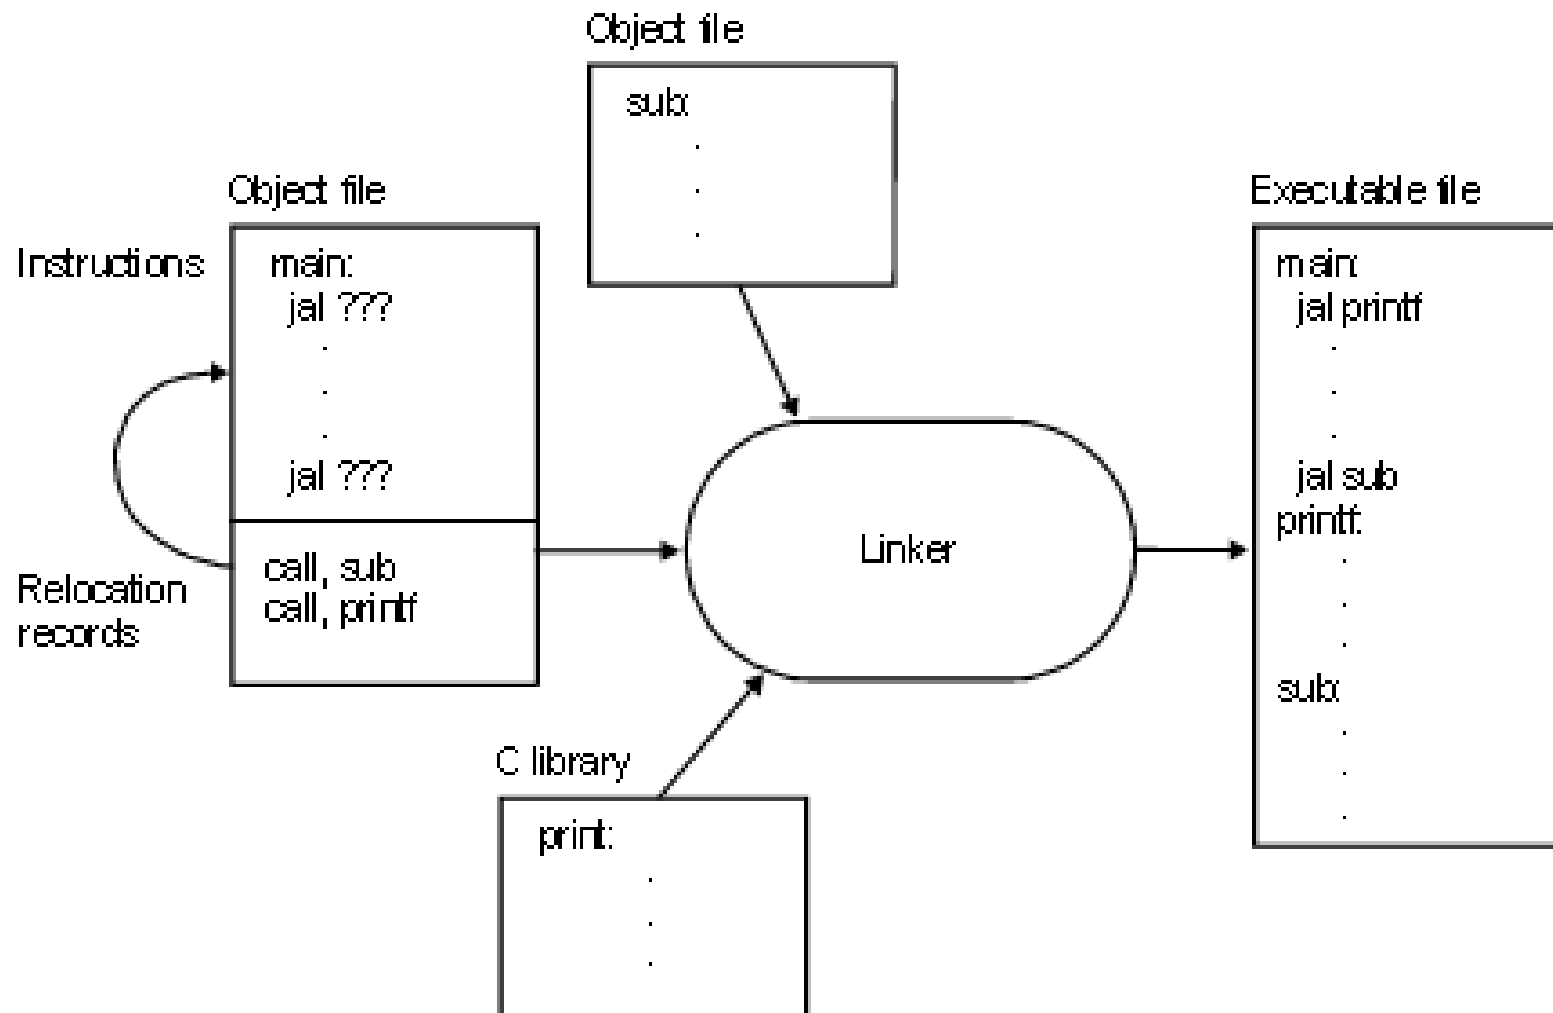 Object file
sub:
.
.
.
Object file
Instructions
main:
jal ???
.
.
.
jal ???
Relocation
records
call, sub
call, printf
Linker
C library
print:
.
.
.
Executable file
main:
jal printf
.
.
.
jal sub
printf:
.
.
.
sub:
.
.
.